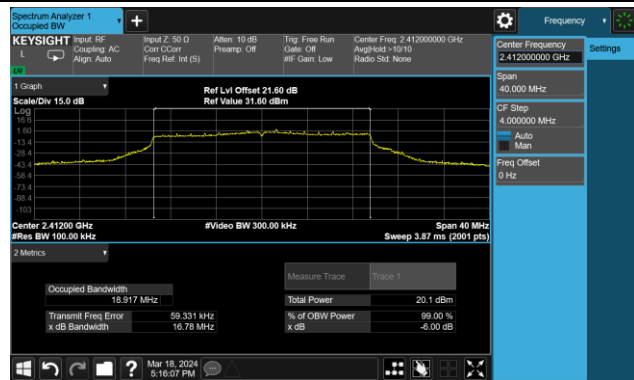 Spectrum Analyzer 1
Occupied BW
Frequency
KEYSIGHT
L
Input: RF
Coupling: AC
Align: Auto
Input Z: 50 Ω
Corr CCorr
Freq Ref: Int (S)
Atten: 10 dB
Preamp: Off
Trig: Free Run
Gate: Off
#IF Gain: Low
Center Freq: 2.412000000 GHz
Avg|Hold:>10/10
Radio Std: None
Center Frequency
2.412000000 GHz
Settings
Span
40.000 MHz
CF Step
4.000000 MHz
Auto
Man
Freq Offset
0 Hz
1 Graph
Scale/Div 15.0 dB
Ref Lvl Offset 21.60 dB
Ref Value 31.60 dBm
Log
16.6
1.60
-13.4
-28.4
-43.4
-58.4
-73.4
-88.4
-103
Center 2.41200 GHz
#Res BW 100.00 kHz
#Video BW 300.00 kHz
Span 40 MHz
Sweep 3.87 ms (2001 pts)
2 Metrics
Measure Trace
Trace 1
Occupied Bandwidth
18.917 MHz
Total Power
20.1 dBm
Transmit Freq Error
59.331 kHz
% of OBW Power
99.00 %
x dB Bandwidth
16.78 MHz
x dB
-6.00 dB
?
Mar 18, 2024
5:16:07 PM